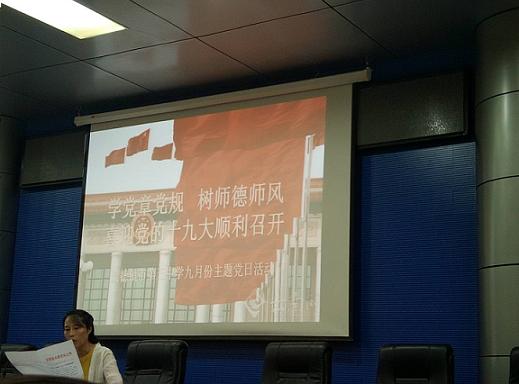 学党章党规 树师德师风
喜迎党的十九大顺利召开
学九月份主题党日活动